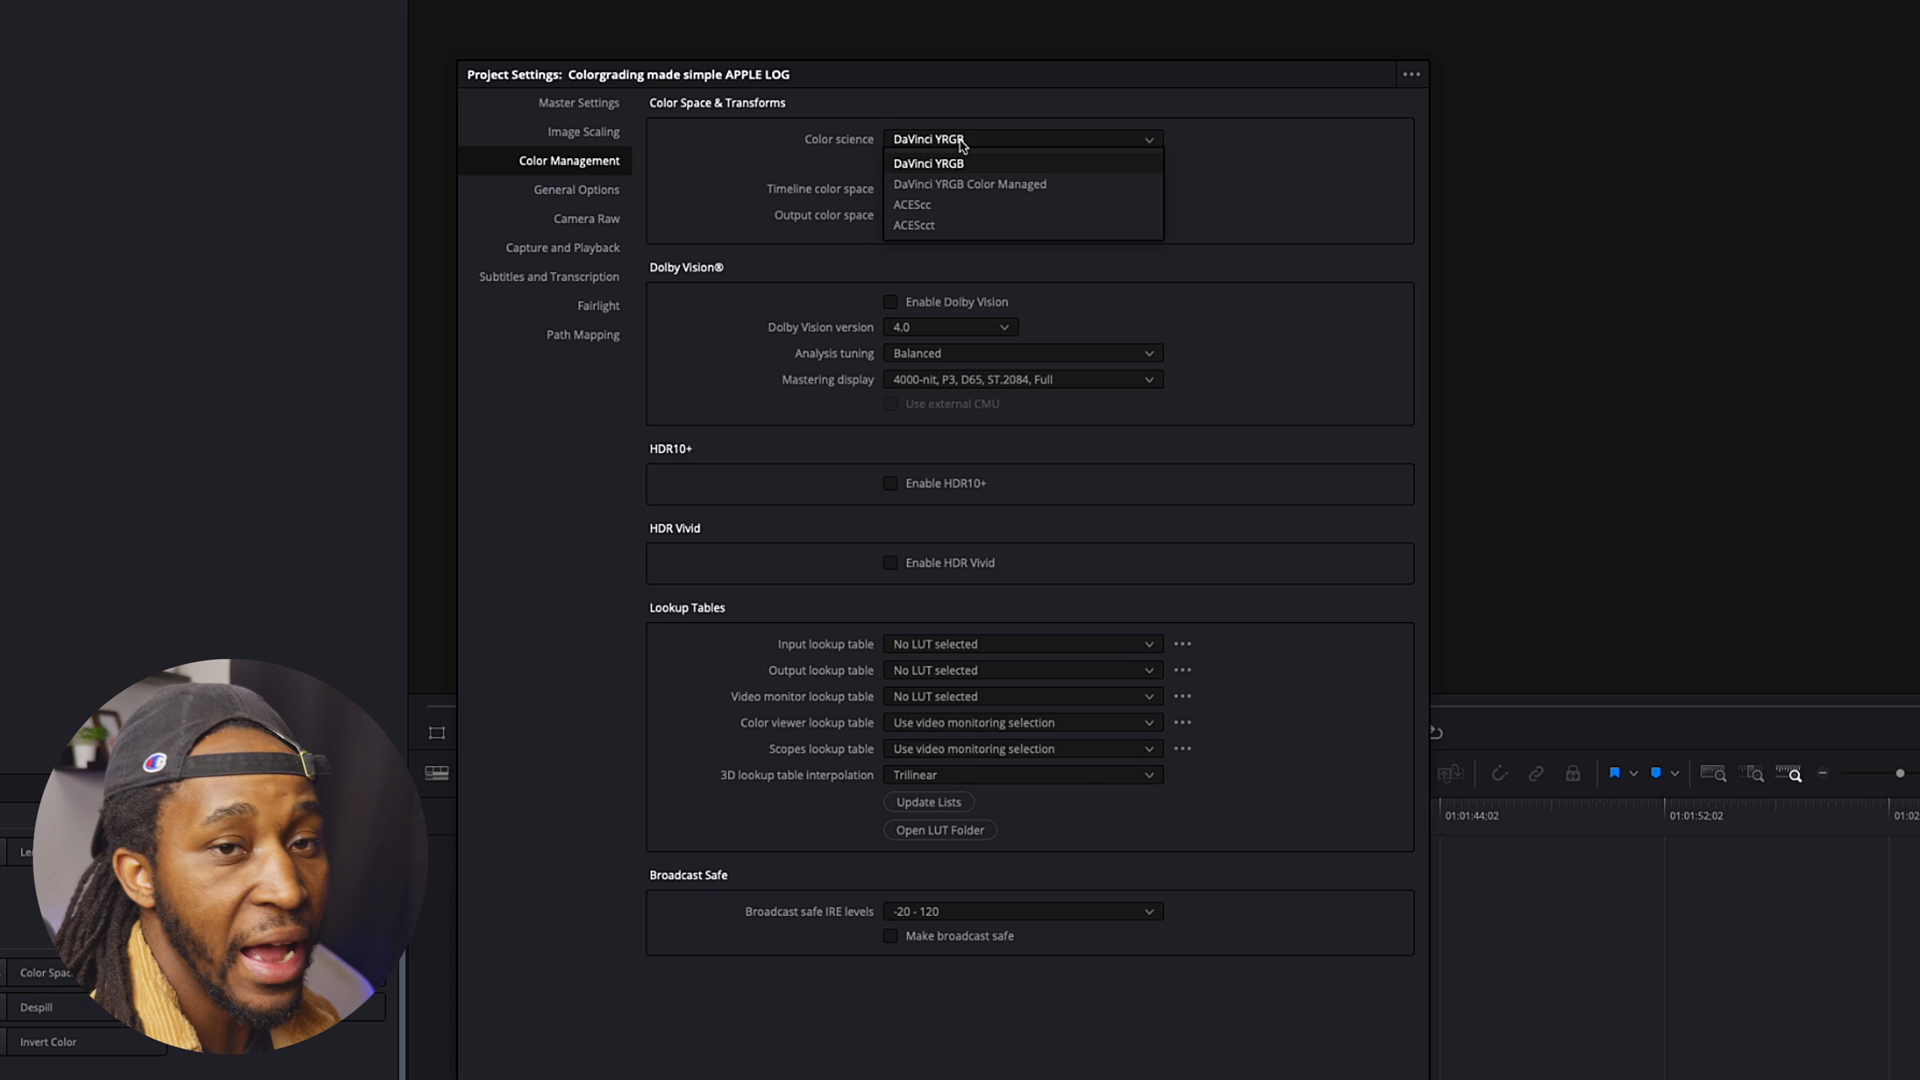 Project Settings: Colorgrading made simple APPLE LOG
Master Settings
Image Scaling
Color Management
General Options
Camera Raw
Capture and Playback
Subtitles and Transcription
Fairlight
Path Mapping
Color Space & Transforms
Color science DaVinci YRGB
DaVinci YRGB
DaVinci YRGB Color Managed
ACEScc
ACEScct
Timeline color space
Output color space
Dolby Vision®
Enable Dolby Vision
Dolby Vision version 4.0
Analysis tuning Balanced
Mastering display 4000-nit, P3, D65, ST.2084, Full
Use external CMU
HDR10+
Enable HDR10+
HDR Vivid
Enable HDR Vivid
Lookup Tables
Input lookup table No LUT selected
Output lookup table No LUT selected
Video monitor lookup table No LUT selected
Color viewer lookup table Use video monitoring selection
Scopes lookup table Use video monitoring selection
3D lookup table interpolation Trilinear
Update Lists
Open LUT Folder
Broadcast Safe
Broadcast safe IRE levels -20 - 120
Make broadcast safe
01:01:44;02
01:01:52;02
01:02
Color Spac
Despill
Invert Color